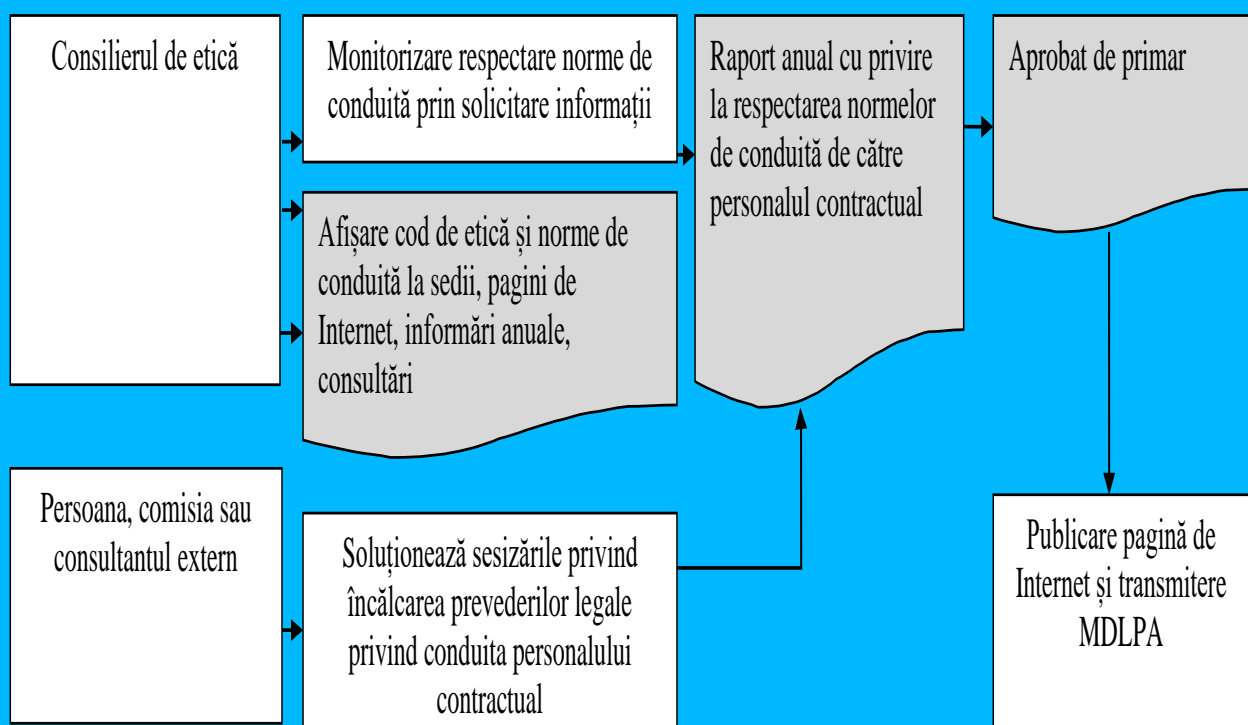 Consilierul de etică
Monitorizare respectare norme de
conduită prin solicitare informații
Afișare cod de etică și norme de
conduită la sedii, pagini de
Internet, informări anuale,
consultări
Raport anual cu privire
la respectarea normelor
de conduită de către
personalul contractual
Aprobat de primar
Persoana, comisia sau
consultantul extern
Soluționează sesizările privind
încălcarea prevederilor legale
privind conduita personalului
contractual
Publicare pagină de
Internet și transmitere
MDLPA